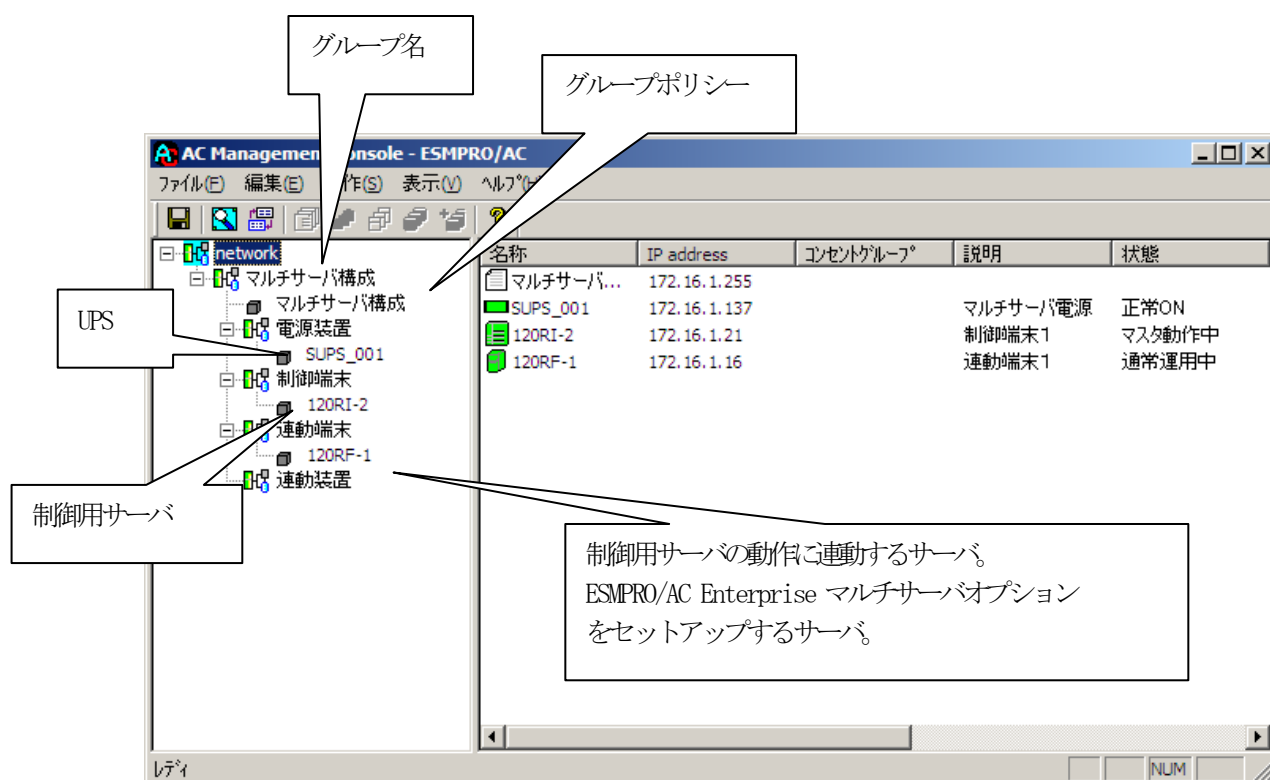 グループ名
グループポリシー
AC Managemen onsole - ESMPRO/AC
ファイル(F) 編集(E) 作(S) 表示(V) ヘルプ(H)
network
マルチサーバ構成
マルチサーバ構成
電源装置
SUPS_001
制御端末
120RI-2
連動端末
120RF-1
連動装置
UPS
制御用サーバ
名称 IP address コンセントグループ 説明 状態
マルチサーバ... 172.16.1.255
SUPS_001 172.16.1.137 マルチサーバ電源 正常ON
120RI-2 172.16.1.21 制御端末1 マスタ動作中
120RF-1 172.16.1.16 連動端末1 通常運用中
制御用サーバの動作に連動するサーバ。
ESMPRO/AC Enterprise マルチサーバオプション
をセットアップするサーバ。
レディ
NUM